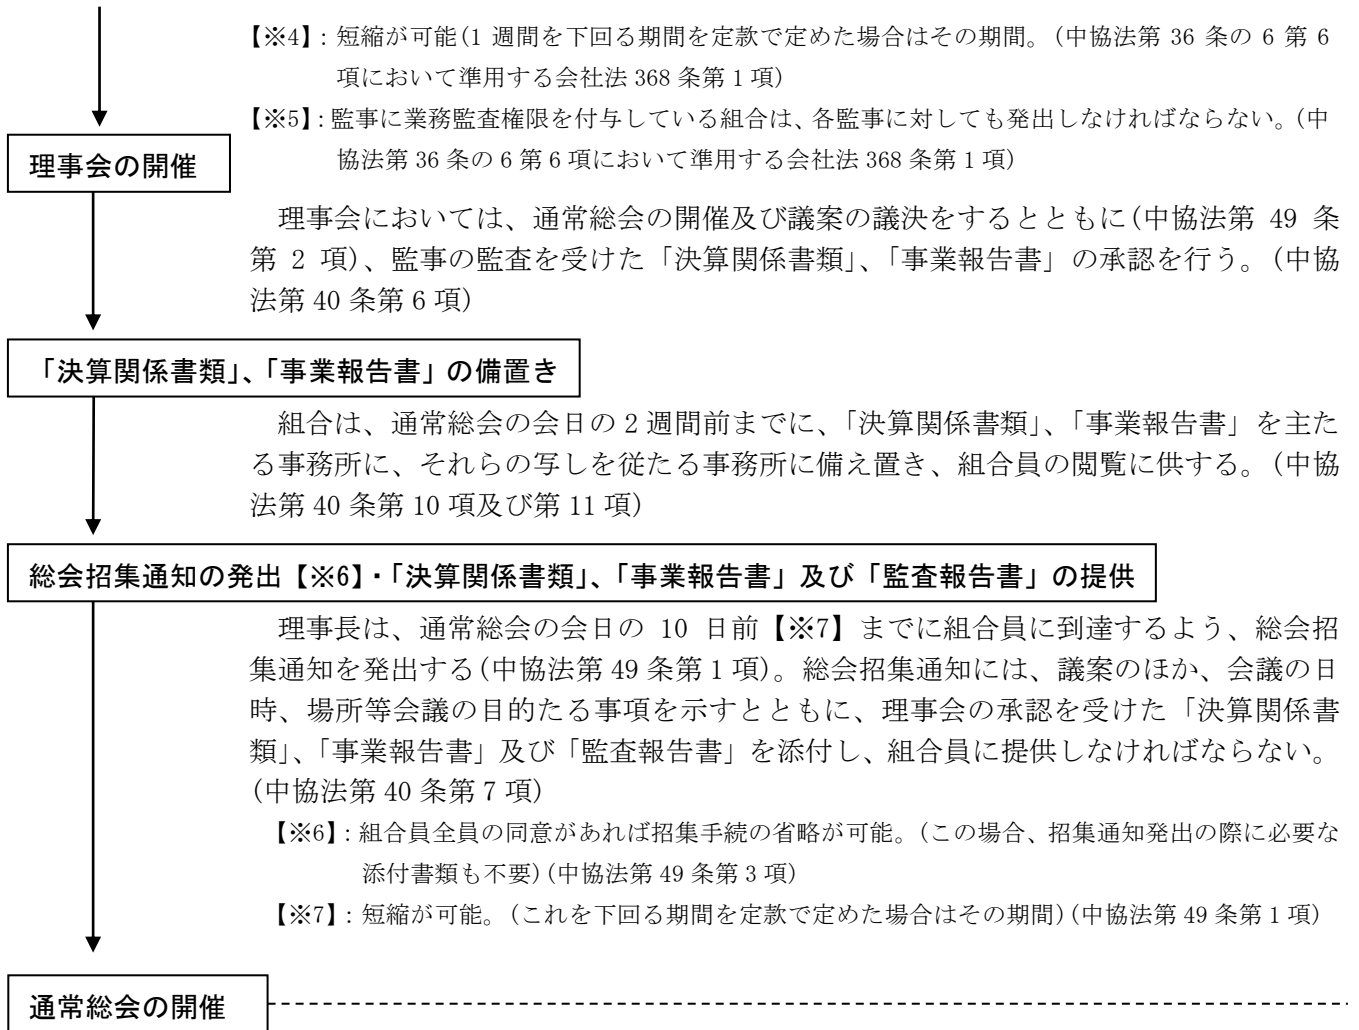 【※4】：短縮が可能（1 週間を下回る期間を定款で定めた場合はその期間。（中協法第 36 条の 6 第 6
項において準用する会社法 368 条第 1 項）
【※5】：監事に業務監査権限を付与している組合は、各監事に対しても発出しなければならない。（中
協法第 36 条の 6 第 6 項において準用する会社法 368 条第 1 項）
理事会の開催
理事会においては、通常総会の開催及び議案の議決をするとともに（中協法第 49 条
第 2 項）、監事の監査を受けた「決算関係書類」、「事業報告書」の承認を行う。（中協
法第 40 条第 6 項）
「決算関係書類」、「事業報告書」の備置き
組合は、通常総会の会日の 2 週間前までに、「決算関係書類」、「事業報告書」を主た
る事務所に、それらの写しを従たる事務所に備え置き、組合員の閲覧に供する。（中協
法第 40 条第 10 項及び第 11 項）
総会招集通知の発出【※6】・「決算関係書類」、「事業報告書」及び「監査報告書」の提供
理事長は、通常総会の会日の 10 日前【※7】までに組合員に到達するよう、総会招
集通知を発出する（中協法第 49 条第 1 項）。総会招集通知には、議案のほか、会議の日
時、場所等会議の目的たる事項を示すとともに、理事会の承認を受けた「決算関係書
類」、「事業報告書」及び「監査報告書」を添付し、組合員に提供しなければならない。
（中協法第 40 条第 7 項）
【※6】：組合員全員の同意があれば招集手続の省略が可能。（この場合、招集通知発出の際に必要な
添付書類も不要）（中協法第 49 条第 3 項）
【※7】：短縮が可能。（これを下回る期間を定款で定めた場合はその期間）（中協法第 49 条第 1 項）
通常総会の開催